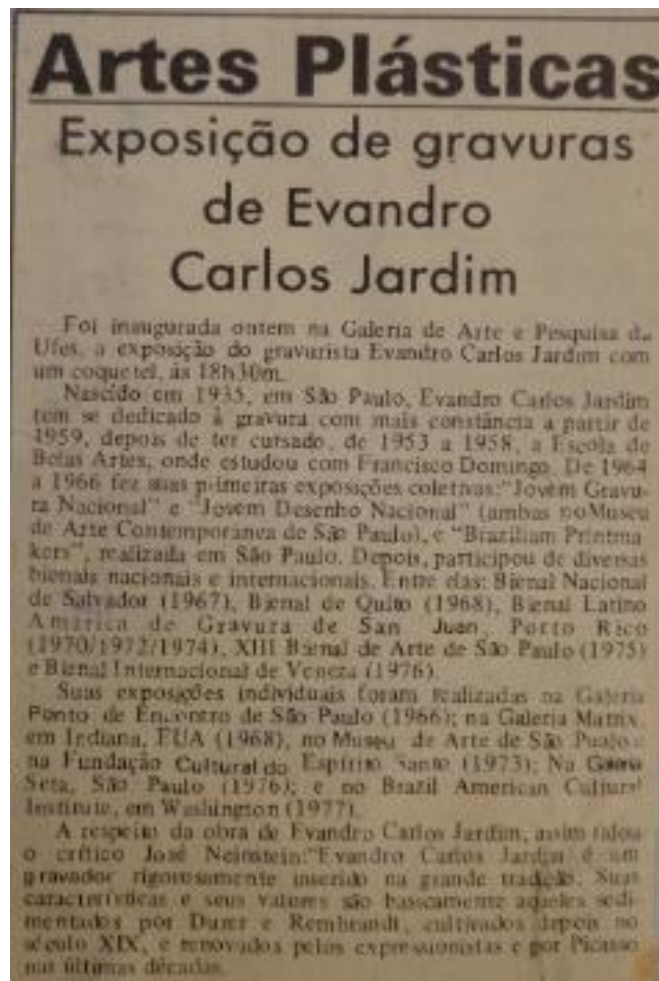 Artes Plásticas
Exposição de gravuras
de Evandro
Carlos Jardim
Foi inaugurada ontem na Galeria de Arte e Pesquisa da
Ufes, a exposição do gravurista Evandro Carlos Jardim com
um coquetel, às 18h30m.
Nascido em 1935, em São Paulo, Evandro Carlos Jardim
tem se dedicado à gravura com mais constância a partir de
1959, depois de ter cursado, de 1953 a 1958, a Escola de
Belas Artes, onde estudou com Francisco Domingo. De 1964
a 1966 fez suas primeiras exposições coletivas: "Jovem Gravu-
ra Nacional" e "Jovem Desenho Nacional" (ambas no Museu
de Arte Contemporânea de São Paulo), e "Braziliam Printma-
kers", realizada em São Paulo. Depois, participou de diversas
bienais nacionais e internacionais. Entre elas: Bienal Nacional
de Salvador (1967), Bienal de Quito (1968), Bienal Latino
América de Gravura de San Juan, Porto Rico
(1970/1972/1974), XIII Bienal de Arte de São Paulo (1975)
e Bienal Internacional de Veneza (1976).
Suas exposições individuais foram realizadas na Galeria
Ponto de Encontro de São Paulo (1966); na Galeria Matrix,
em Indiana, EUA (1968), no Museu de Arte de São Paulo e
na Fundação Cultural do Espírito Santo (1973); Na Galeria
Seta, São Paulo (1976); e no Brazil American Cultural
Institute, em Washington (1977).
A respeito da obra de Evandro Carlos Jardim, assim falou
o crítico José Neinstein: "Evandro Carlos Jardim é um
gravador rigorosamente inserido na grande tradição. Suas
características e seus valores são basicamente aqueles sedi-
mentados por Durer e Rembrandt, cultivados depois no
século XIX, e renovados pelos expressionistas e por Picasso
nas últimas décadas.